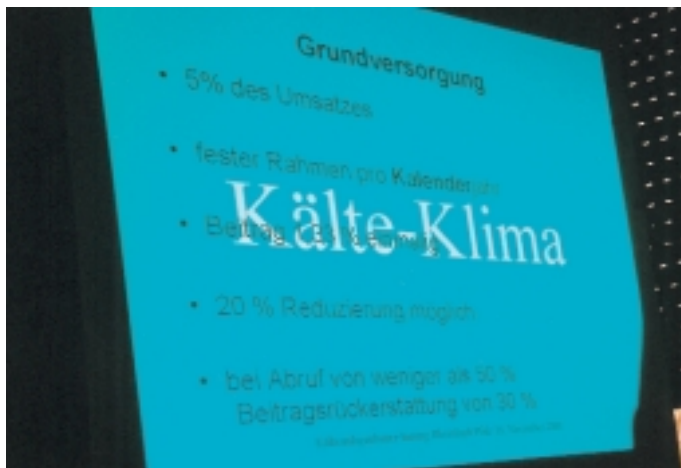 Grundversorgung
• 5% des Umsatzes
• fester Rahmen pro Kalenderjahr
Kälte-Klima
• Beitrag
• 20 % Reduzierung möglich
• bei Abruf von weniger als 50 %
Beitragsrückerstattung von 30 %